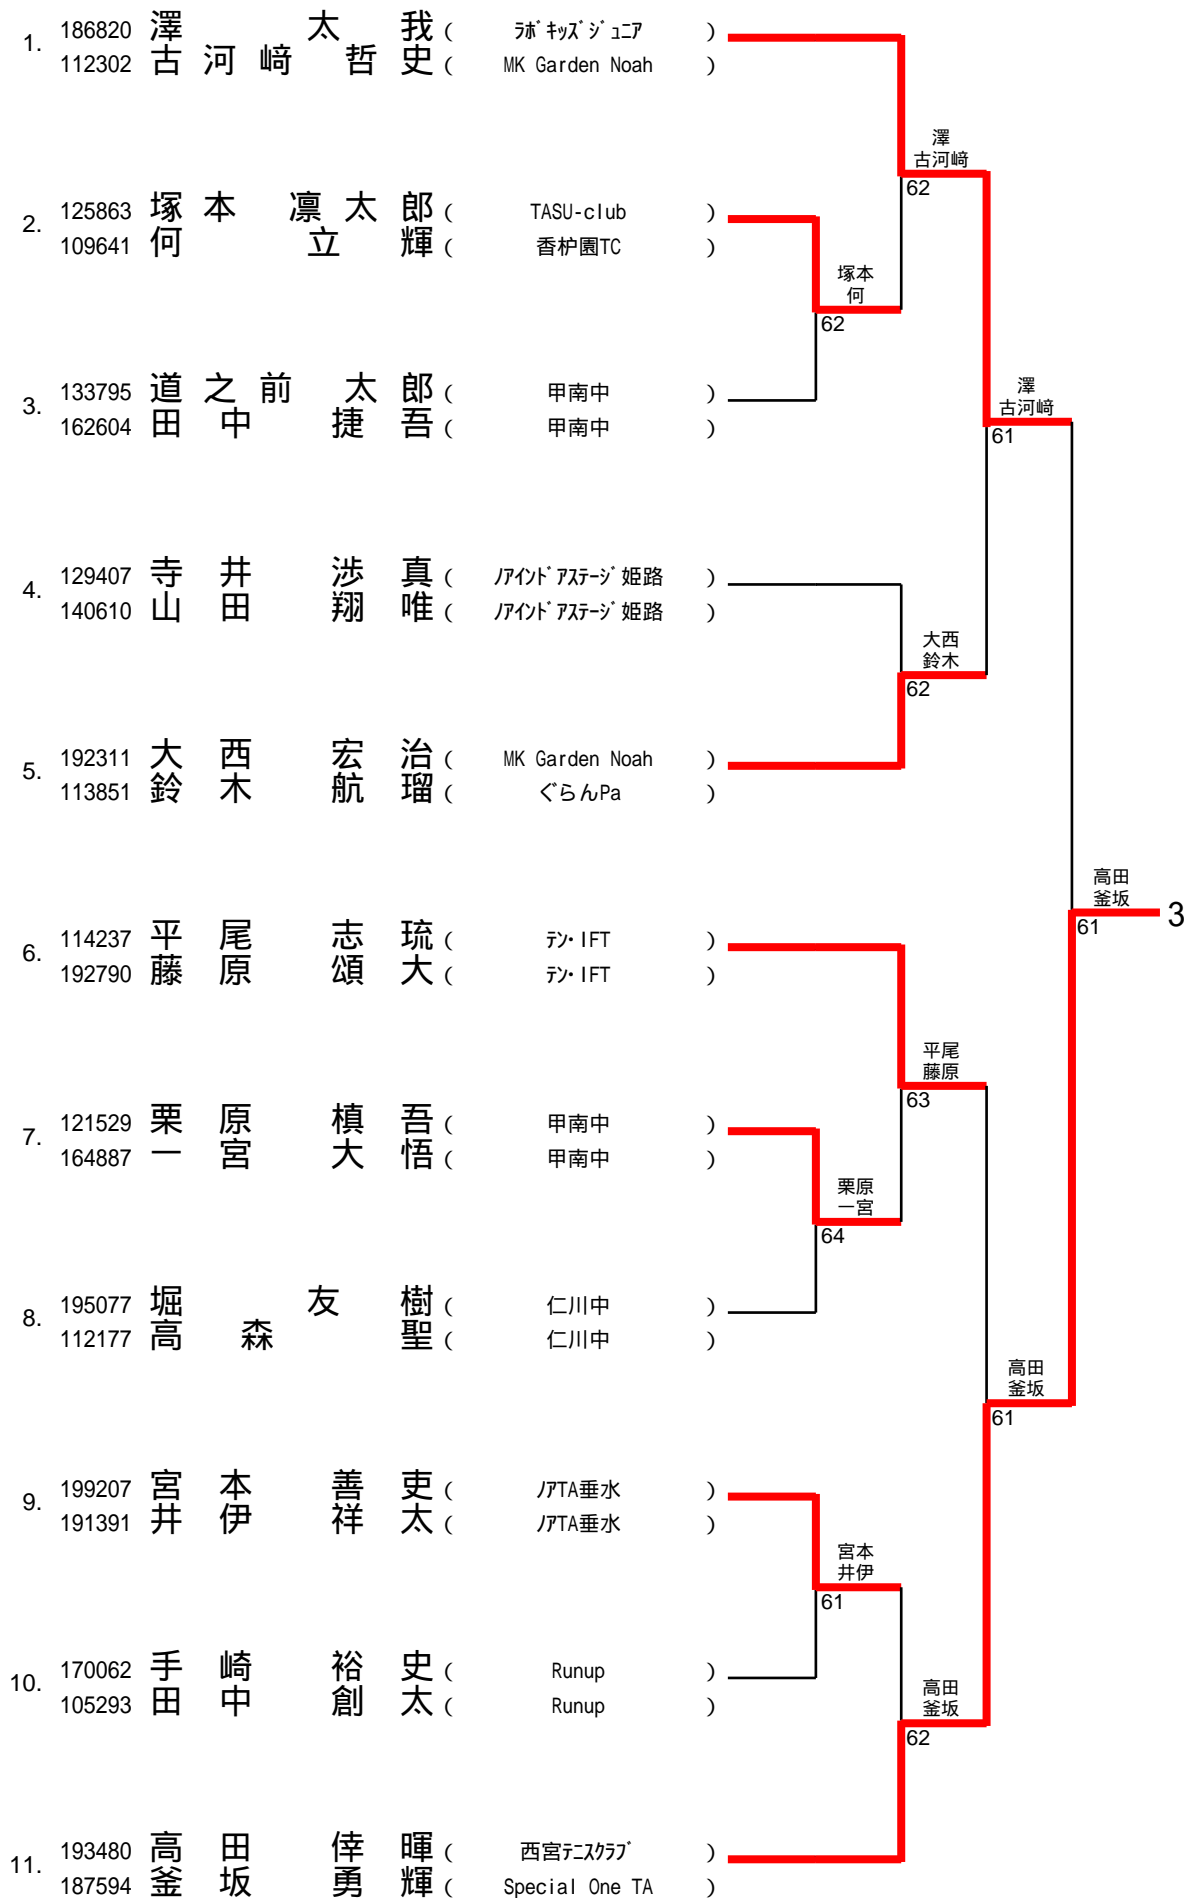 1. 186820 澤 太 我 ( ﾗﾎﾞｷｯｽﾞｼﾞｭﾆｱ )
112302 古 河 﨑 哲 史 ( MK Garden Noah )
澤
古河﨑
62
2. 125863 塚 本 凛 太 郎 ( TASU-club )
109641 何 立 輝 ( 香枦園TC )
塚本
何
62
3. 133795 道 之 前 太 郎 ( 甲南中 )
162604 田 中 捷 吾 ( 甲南中 )
澤
古河﨑
61
4. 129407 寺 井 渉 真 ( ﾉｱｲﾝﾄﾞｱｽﾃｰｼﾞ姫路 )
140610 山 田 翔 唯 ( ﾉｱｲﾝﾄﾞｱｽﾃｰｼﾞ姫路 )
大西
鈴木
62
5. 192311 大 西 宏 治 ( MK Garden Noah )
113851 鈴 木 航 瑠 ( ぐらんPa )
高田
釜坂
61
3
6. 114237 平 尾 志 琉 ( ﾃﾝ･IFT )
192790 藤 原 頌 大 ( ﾃﾝ･IFT )
平尾
藤原
63
7. 121529 栗 原 槙 吾 ( 甲南中 )
164887 一 宮 大 悟 ( 甲南中 )
栗原
一宮
64
8. 195077 堀 友 樹 ( 仁川中 )
112177 高 森 聖 ( 仁川中 )
高田
釜坂
61
9. 199207 宮 本 善 吏 ( ﾉｱTA垂水 )
191391 井 伊 祥 太 ( ﾉｱTA垂水 )
宮本
井伊
61
10. 170062 手 崎 裕 史 ( Runup )
105293 田 中 創 太 ( Runup )
高田
釜坂
62
11. 193480 高 田 倖 暉 ( 西宮ﾃﾆｽｸﾗﾌﾞ )
187594 釜 坂 勇 輝 ( Special One TA )